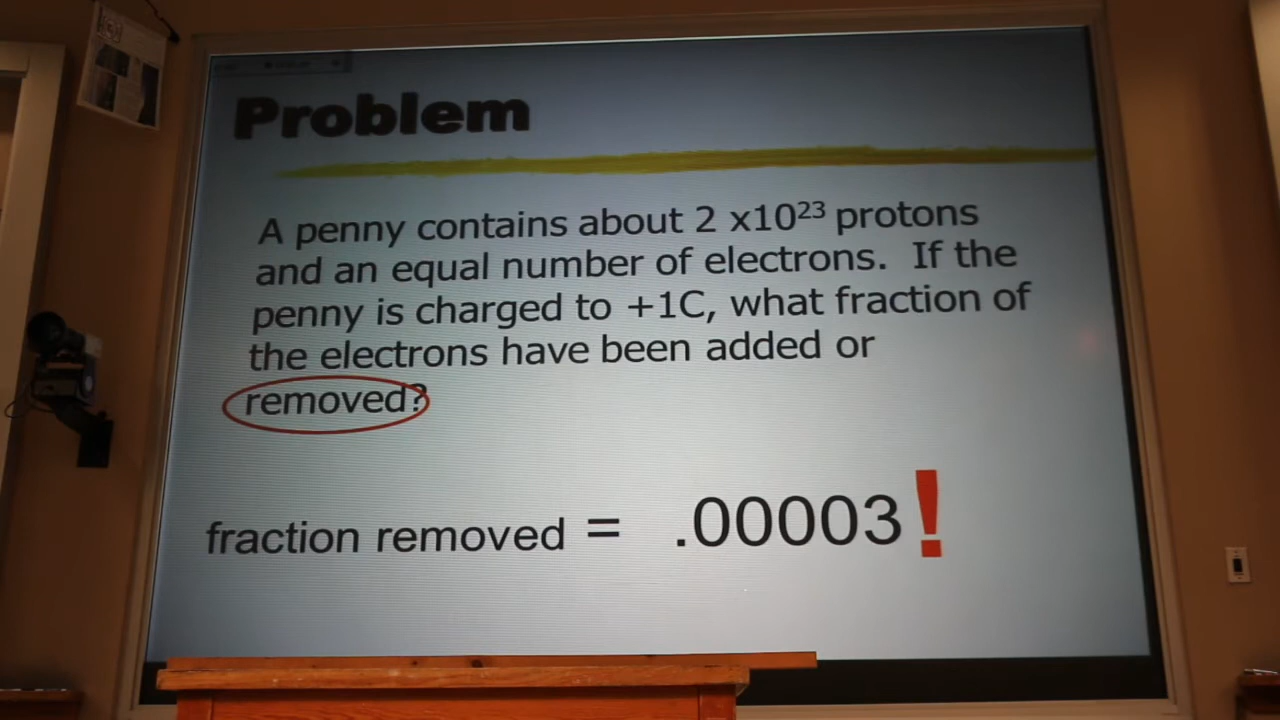 Problem
A penny contains about 2 x10²³ protons
and an equal number of electrons.  If the
penny is charged to +1C, what fraction of
the electrons have been added or
removed?
fraction removed = .00003!